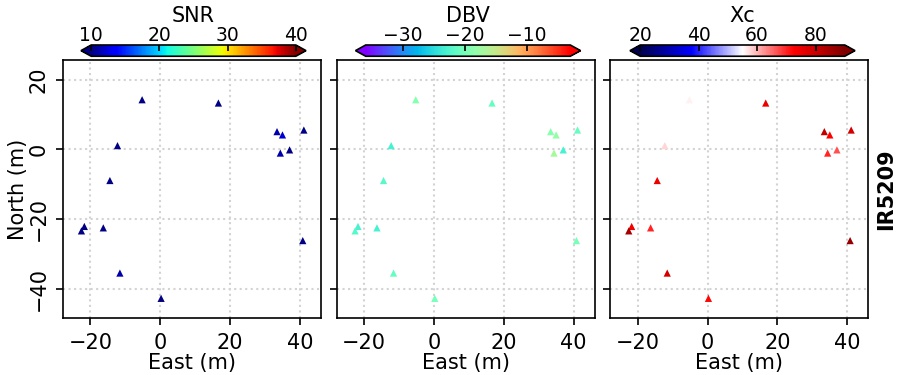 SNR DBV Xc
10 20 30 40 −30 −20 −10 20 40 60 80
20
0
−20
−40
North (m)
IR5209
−20 0 20 40 −20 0 20 40 −20 0 20 40
East (m) East (m) East (m)